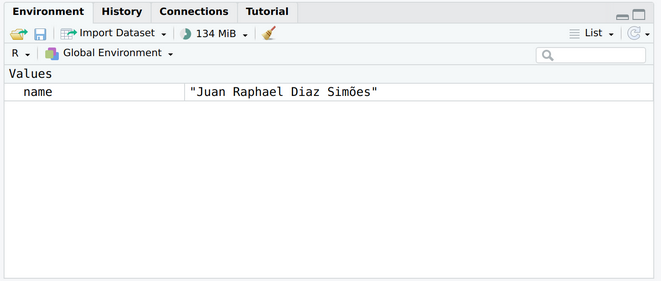 Environment History Connections Tutorial
Import Dataset 134 MiB List
R Global Environment
Values
name "Juan Raphael Diaz Simões"